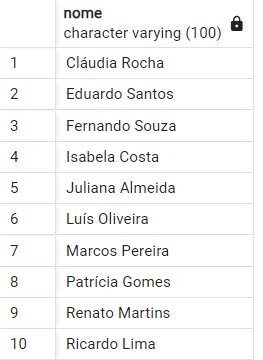 nome
character varying (100)
1 Cláudia Rocha
2 Eduardo Santos
3 Fernando Souza
4 Isabela Costa
5 Juliana Almeida
6 Luís Oliveira
7 Marcos Pereira
8 Patrícia Gomes
9 Renato Martins
10 Ricardo Lima